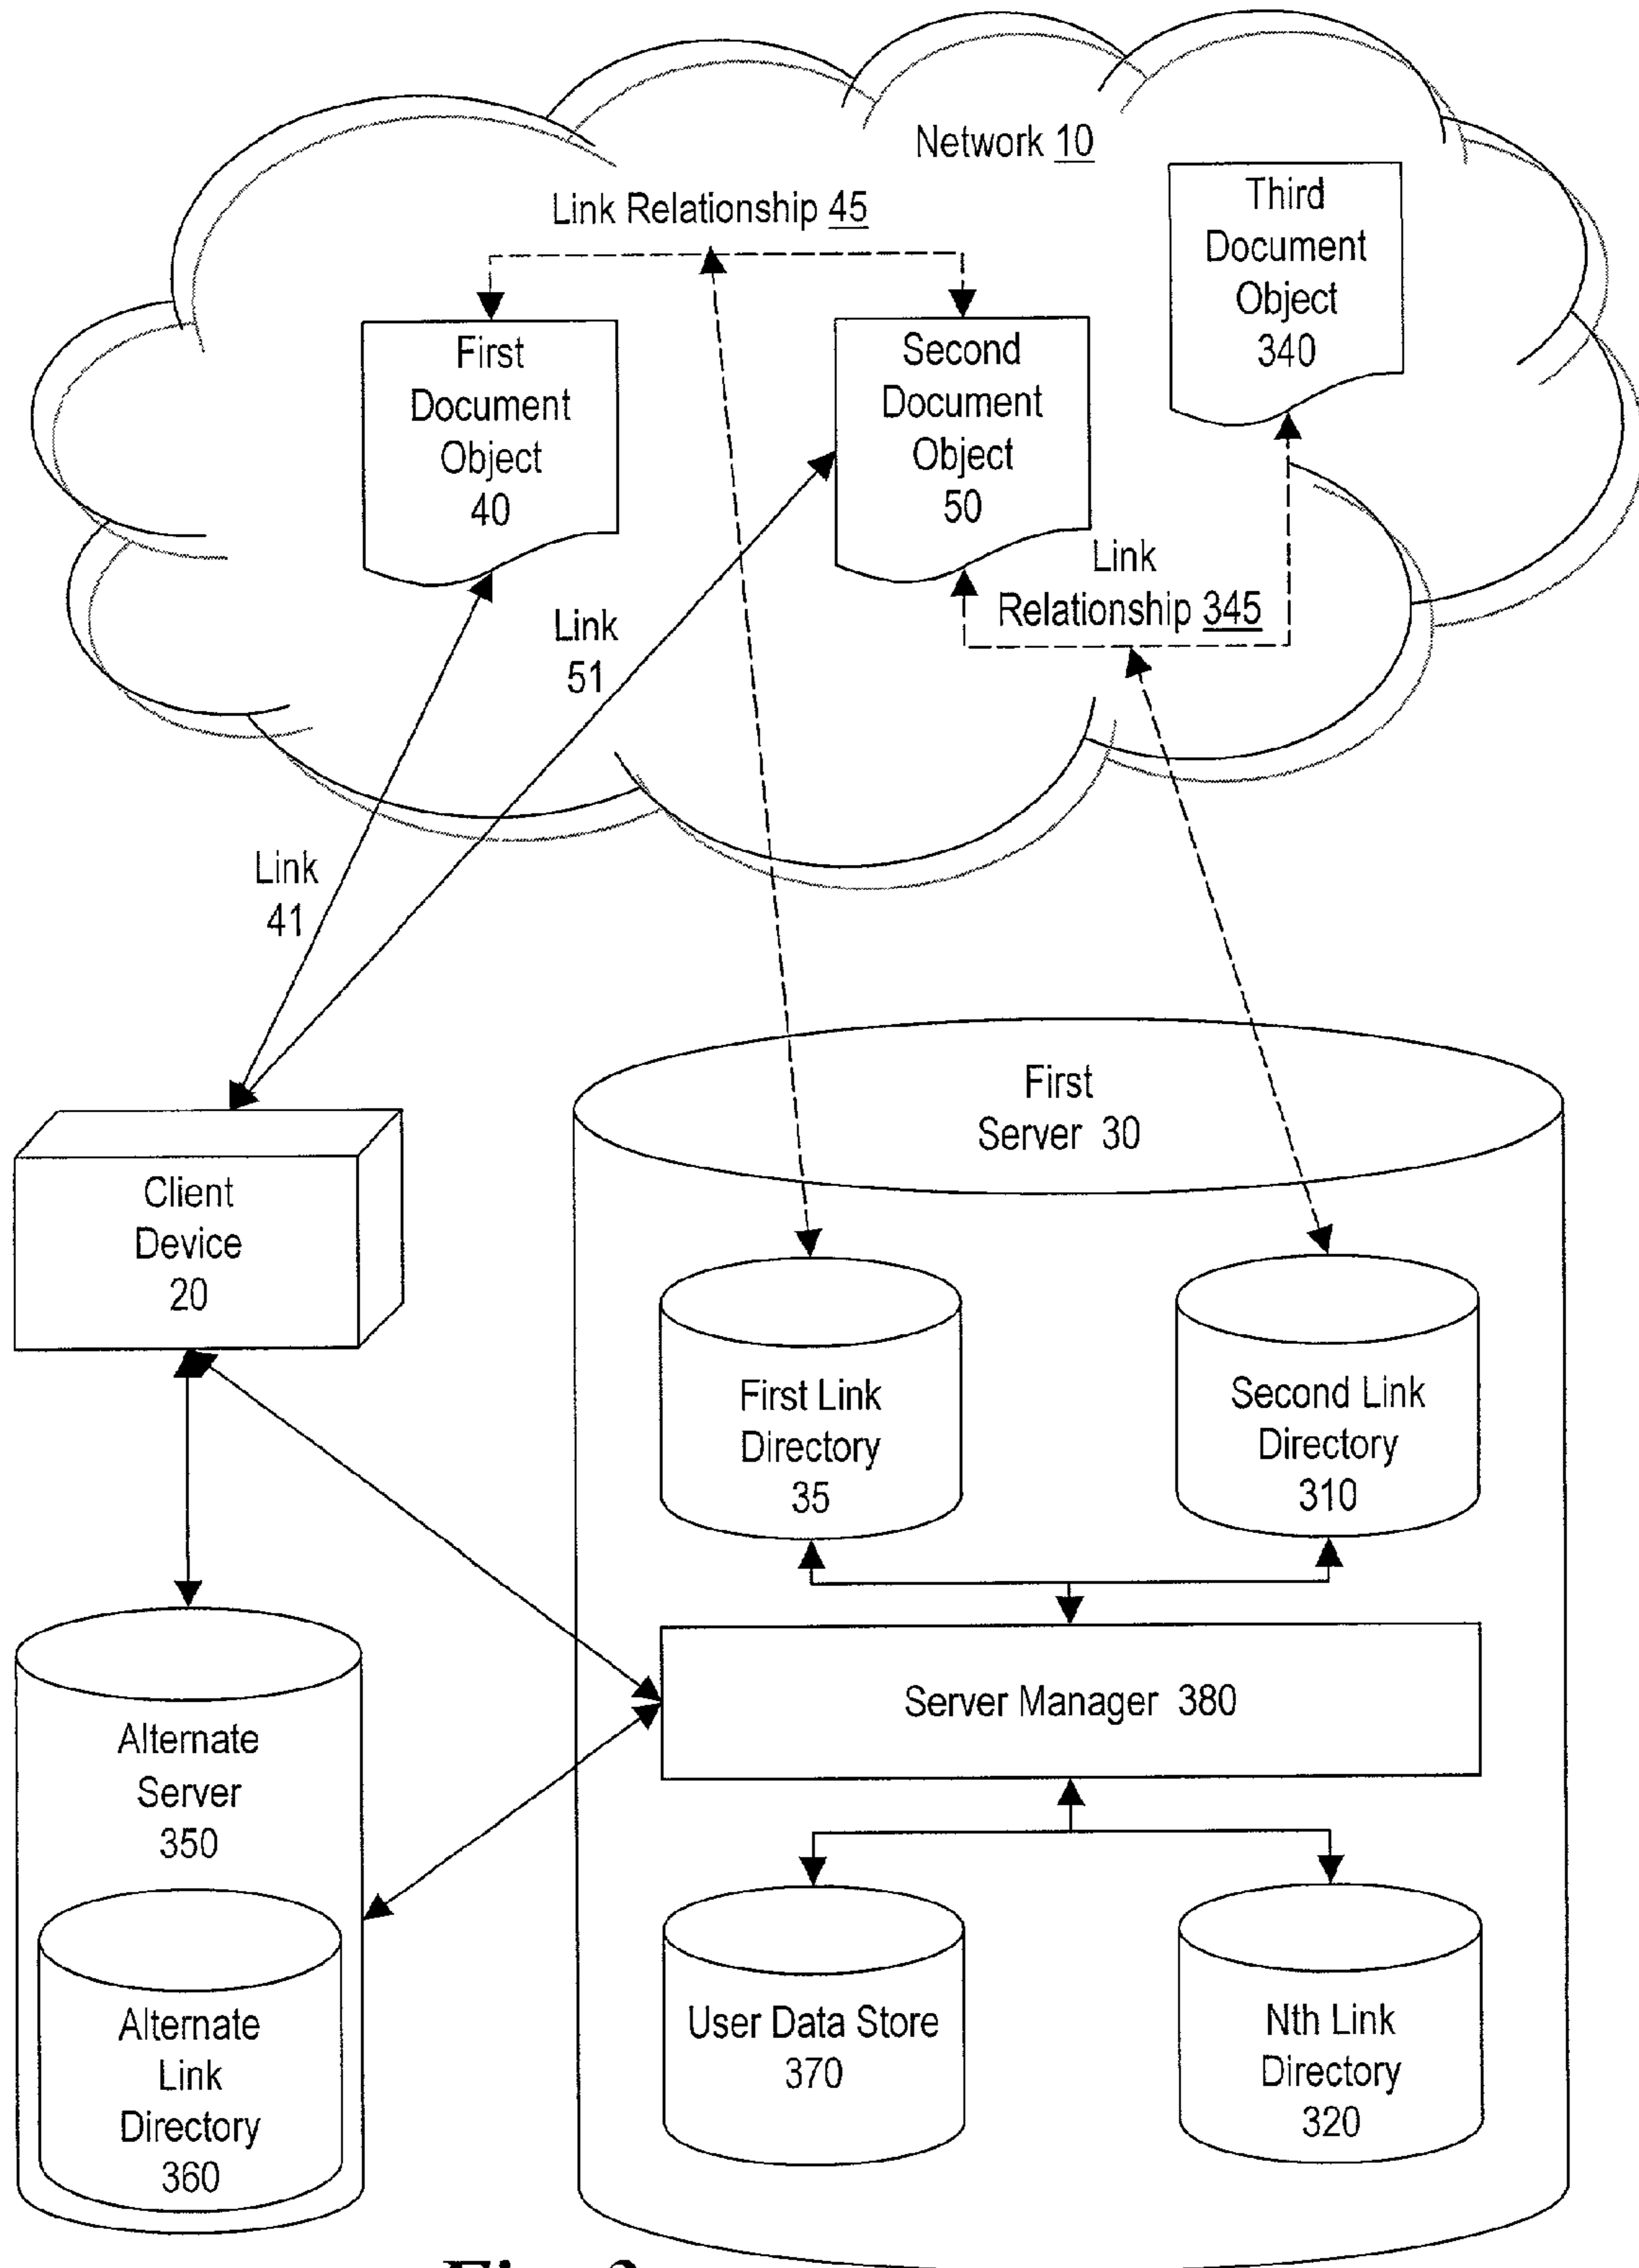 Network 10
Link Relationship 45
Third
Document
Object
340
First
Document
Object
40
Second
Document
Object
50
Link
Relationship 345
Link
51
Link
41
First
Server 30
Client
Device
20
First Link
Directory
35
Second Link
Directory
310
Server Manager 380
Alternate
Server
350
Alternate
Link
Directory
360
User Data Store
370
Nth Link
Directory
320